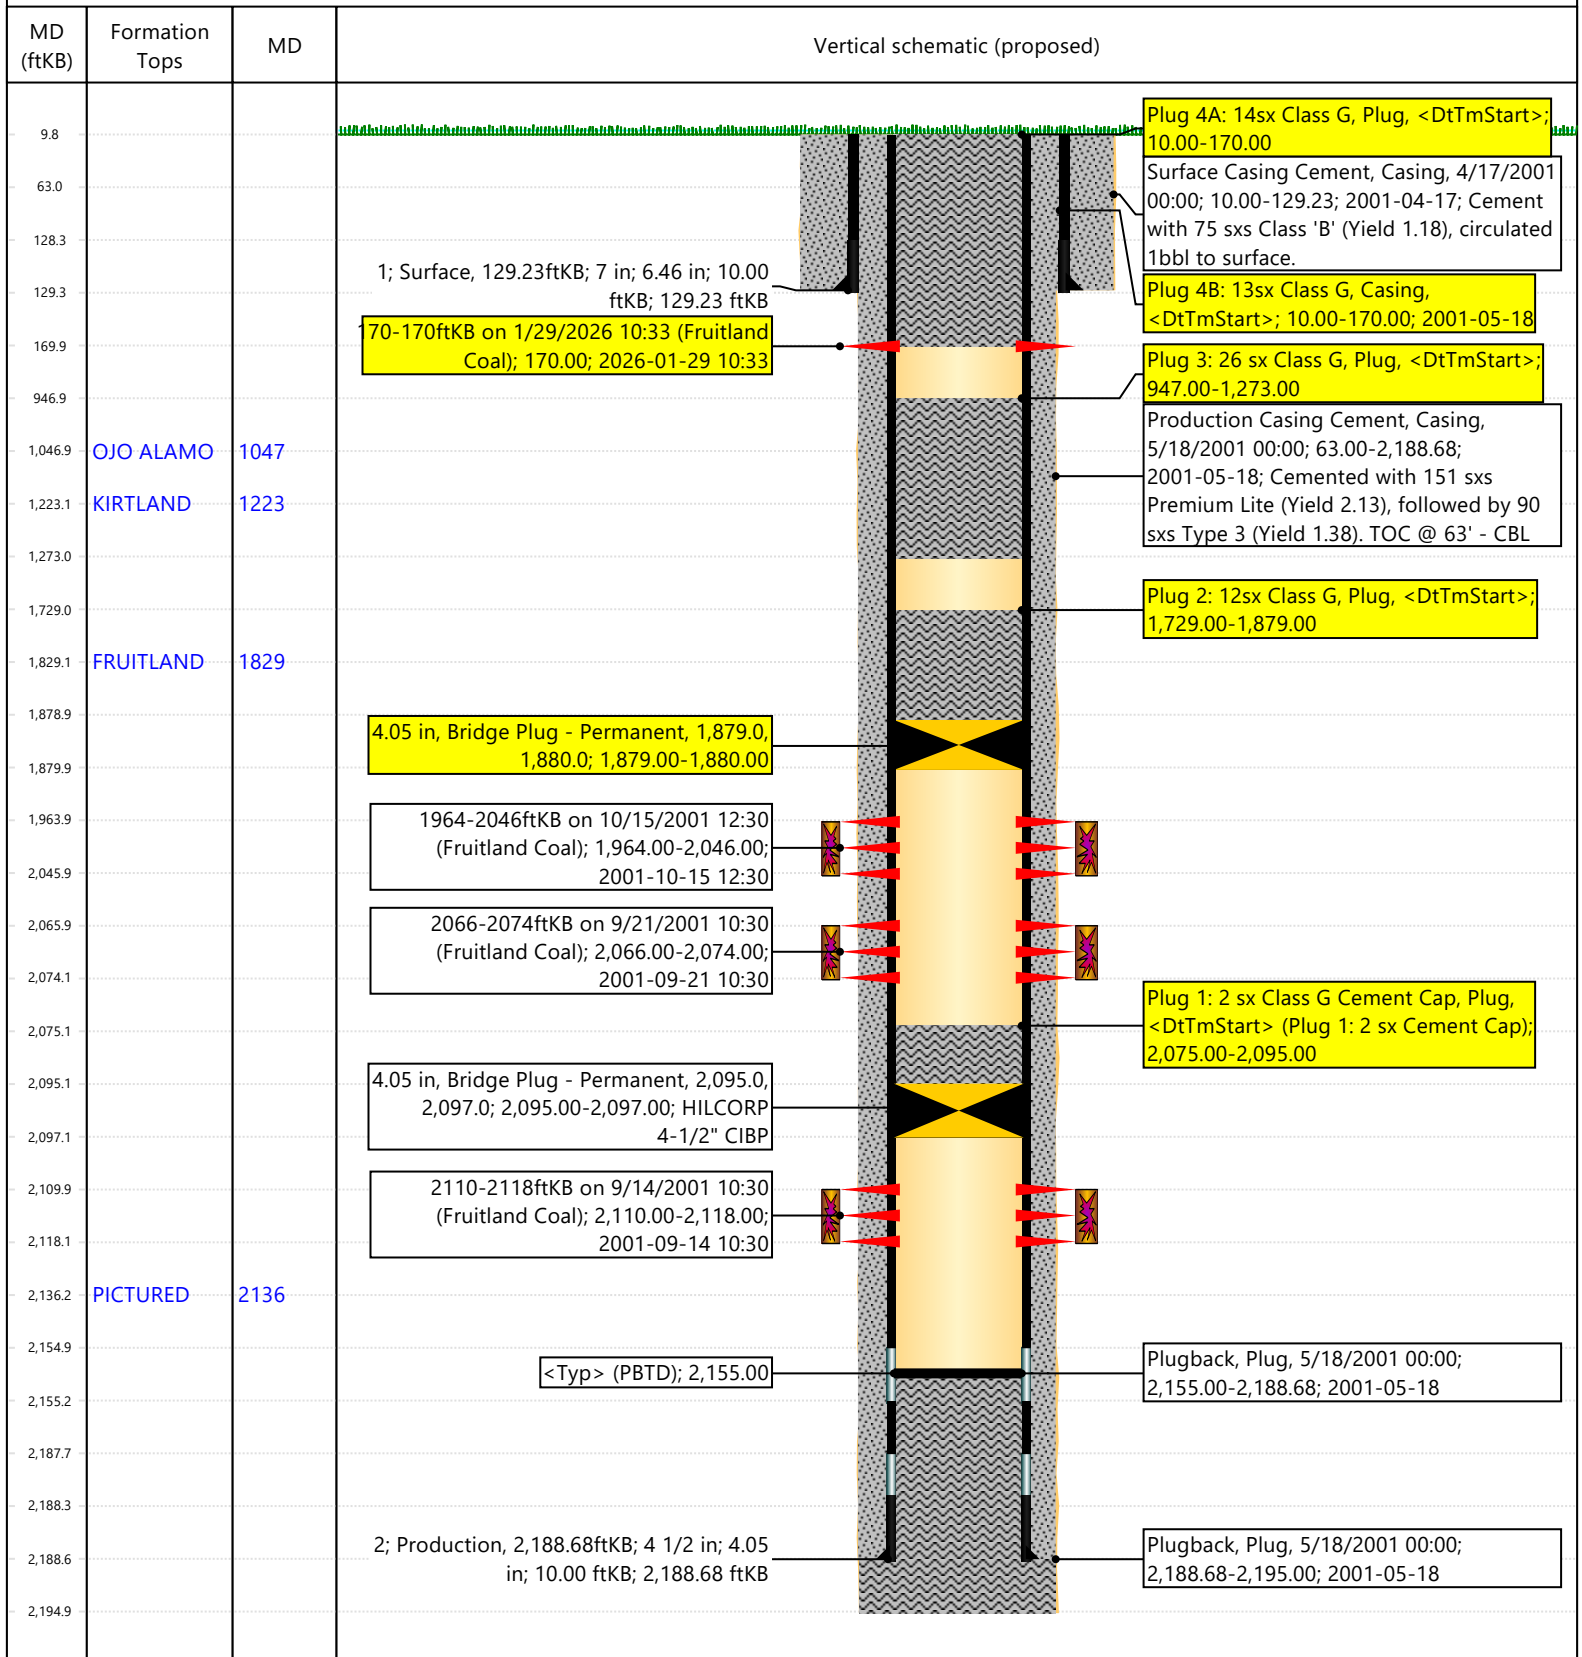 MD
(ftKB)
Formation
Tops
MD
Vertical schematic (proposed)
9.8
63.0
128.3
129.3
169.9
946.9
1,046.9
1,223.1
1,273.0
1,729.0
1,829.1
1,878.9
1,879.9
1,963.9
2,045.9
2,065.9
2,074.1
2,075.1
2,095.1
2,097.1
2,109.9
2,118.1
2,136.2
2,154.9
2,155.2
2,187.7
2,188.3
2,188.6
2,194.9
OJO ALAMO 1047
KIRTLAND 1223
FRUITLAND 1829
PICTURED 2136
1; Surface, 129.23ftKB; 7 in; 6.46 in; 10.00
ftKB; 129.23 ftKB
170-170ftKB on 1/29/2026 10:33 (Fruitland
Coal); 170.00; 2026-01-29 10:33
4.05 in, Bridge Plug - Permanent, 1,879.0,
1,880.0; 1,879.00-1,880.00
1964-2046ftKB on 10/15/2001 12:30
(Fruitland Coal); 1,964.00-2,046.00;
2001-10-15 12:30
2066-2074ftKB on 9/21/2001 10:30
(Fruitland Coal); 2,066.00-2,074.00;
2001-09-21 10:30
4.05 in, Bridge Plug - Permanent, 2,095.0,
2,097.0; 2,095.00-2,097.00; HILCORP
4-1/2" CIBP
2110-2118ftKB on 9/14/2001 10:30
(Fruitland Coal); 2,110.00-2,118.00;
2001-09-14 10:30
<Typ> (PBTD); 2,155.00
2; Production, 2,188.68ftKB; 4 1/2 in; 4.05
in; 10.00 ftKB; 2,188.68 ftKB
Plug 4A: 14sx Class G, Plug, <DtTmStart>;
10.00-170.00
Surface Casing Cement, Casing, 4/17/2001
00:00; 10.00-129.23; 2001-04-17; Cement
with 75 sxs Class 'B' (Yield 1.18), circulated
1bbl to surface.
Plug 4B: 13sx Class G, Casing,
<DtTmStart>; 10.00-170.00; 2001-05-18
Plug 3: 26 sx Class G, Plug, <DtTmStart>;
947.00-1,273.00
Production Casing Cement, Casing,
5/18/2001 00:00; 63.00-2,188.68;
2001-05-18; Cemented with 151 sxs
Premium Lite (Yield 2.13), followed by 90
sxs Type 3 (Yield 1.38). TOC @ 63' - CBL
Plug 2: 12sx Class G, Plug, <DtTmStart>;
1,729.00-1,879.00
Plug 1: 2 sx Class G Cement Cap, Plug,
<DtTmStart> (Plug 1: 2 sx Cement Cap);
2,075.00-2,095.00
Plugback, Plug, 5/18/2001 00:00;
2,155.00-2,188.68; 2001-05-18
Plugback, Plug, 5/18/2001 00:00;
2,188.68-2,195.00; 2001-05-18